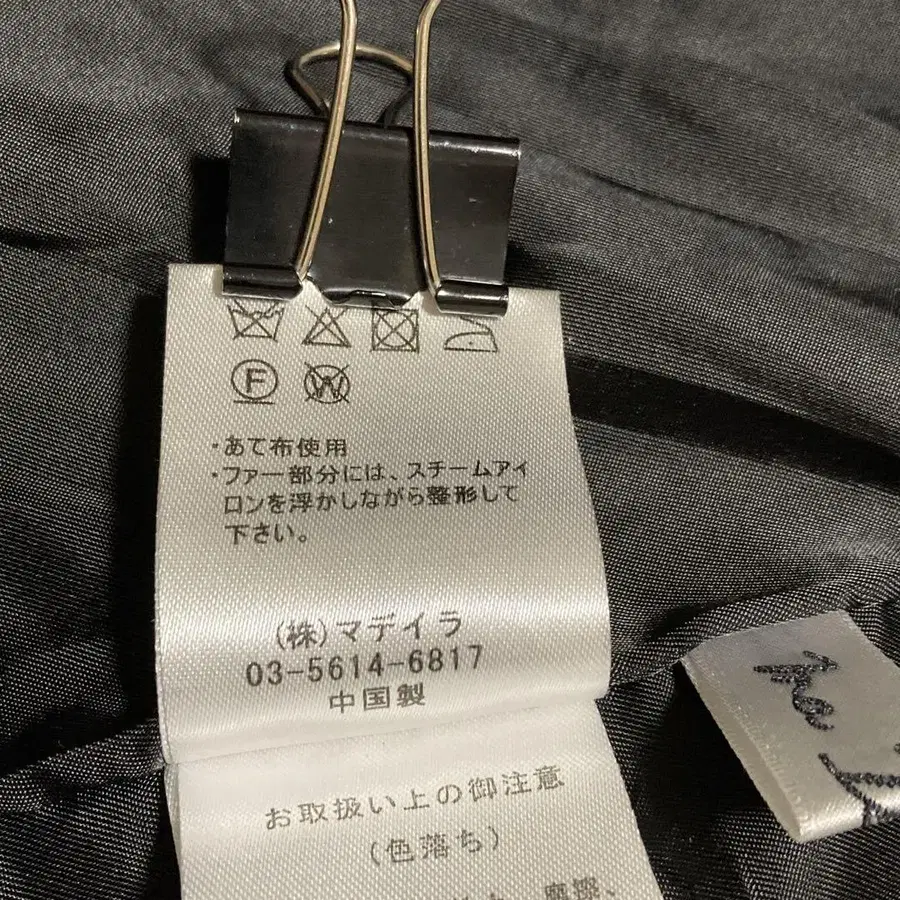 Ⓕ Ⓦ
・あて布使用
・ファー部分には、スチームアイ
ロンを浮かしながら整形して
下さい。
(株)マデイラ
03-5614-6817
中国製
お取扱い上の御注意
(色落ち)
摩擦、